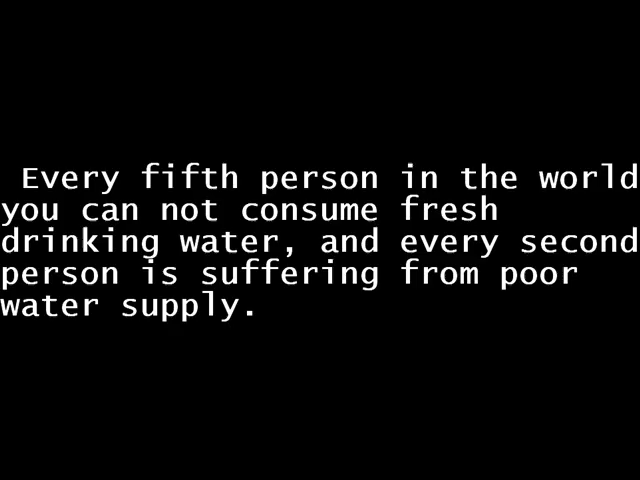 Every fifth person in the world
you can not consume fresh
drinking water, and every second
person is suffering from poor
water supply.